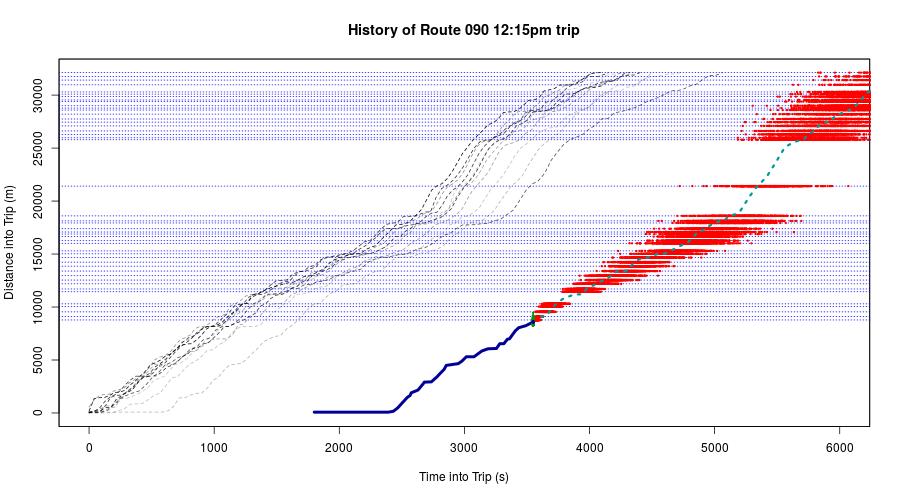 History of Route 090 12:15pm trip
Distance into Trip (m)
30000
25000
20000
15000
10000
5000
0
0 1000 2000 3000 4000 5000 6000
Time into Trip (s)